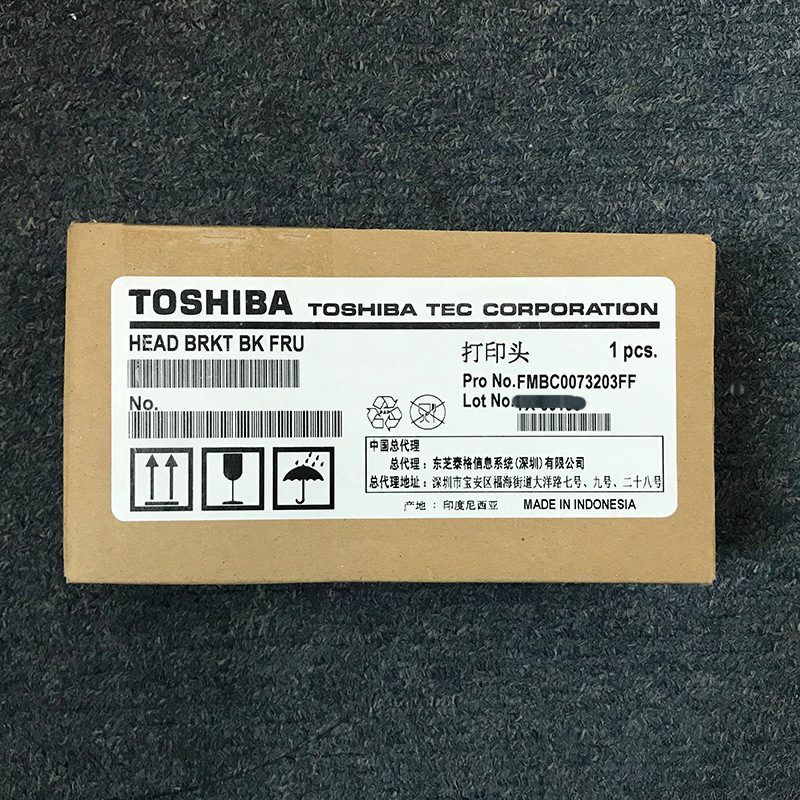 TOSHIBA TOSHIBA TEC CORPORATION
HEAD BRKT BK FRU
打印头 1 pcs.
Pro No.FMBC0073203FF
No.
Lot No.
PAP
中国总代理
总代理：东芝泰格信息系统(深圳)有限公司
总代理地址：深圳市宝安区福海街道大洋路七号、九号、二十八号
产地：印度尼西亚 MADE IN INDONESIA